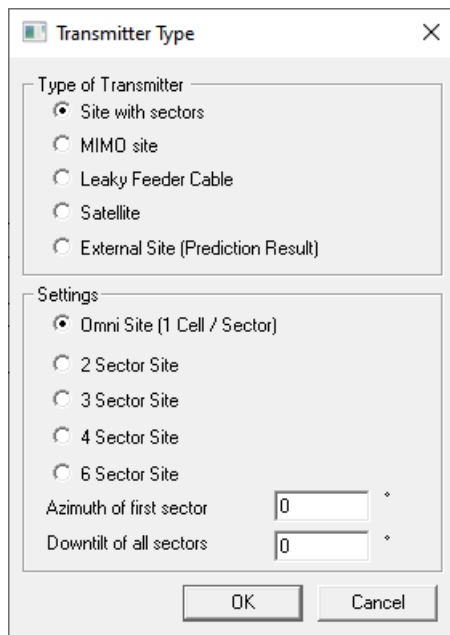 Transmitter Type
Type of Transmitter
Site with sectors
MIMO site
Leaky Feeder Cable
Satellite
External Site (Prediction Result)
Settings
Omni Site (1 Cell / Sector)
2 Sector Site
3 Sector Site
4 Sector Site
6 Sector Site
Azimuth of first sector 0 °
Downtilt of all sectors 0 °
OK Cancel